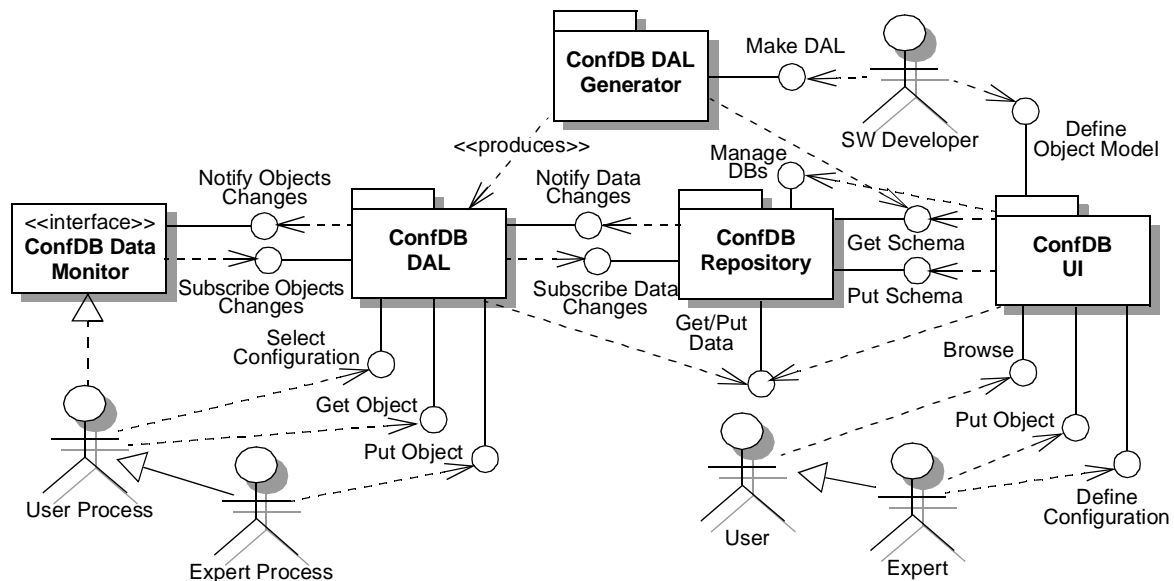 ConfDB DAL
Generator
Make DAL
SW Developer
Define
Object Model
<<produces>>
Manage
DBs
Notify Objects
Changes
Notify Data
Changes
<<interface>>
ConfDB Data
Monitor
ConfDB
DAL
ConfDB
Repository
Get Schema
ConfDB
UI
Subscribe Objects
Changes
Subscribe Data
Changes
Put Schema
Select
Configuration
Get/Put
Data
Browse
Get Object
Put Object
Put Object
User Process
Expert Process
User
Expert
Define
Configuration